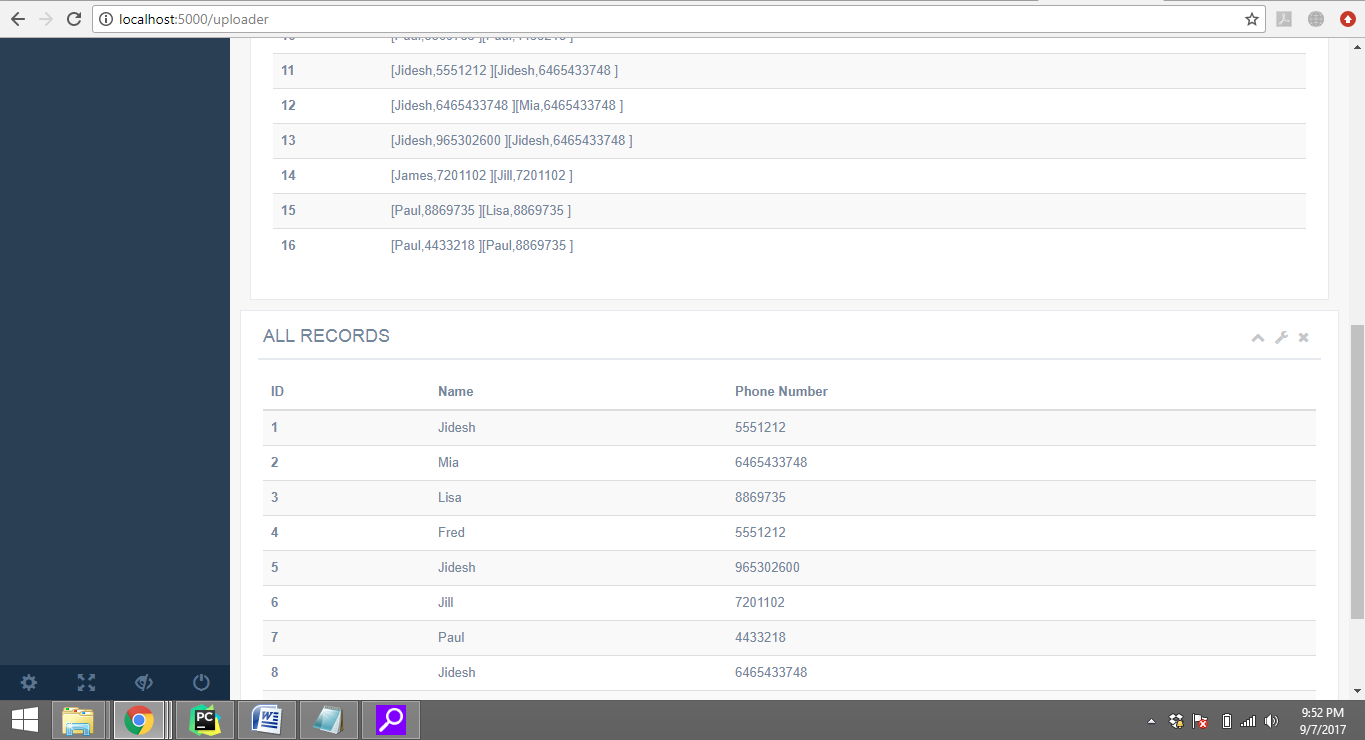 localhost:5000/uploader
11 [Jidesh,5551212 ][Jidesh,6465433748 ]
12 [Jidesh,6465433748 ][Mia,6465433748 ]
13 [Jidesh,965302600 ][Jidesh,6465433748 ]
14 [James,7201102 ][Jill,7201102 ]
15 [Paul,8869735 ][Lisa,8869735 ]
16 [Paul,4433218 ][Paul,8869735 ]
ALL RECORDS
ID Name Phone Number
1 Jidesh 5551212
2 Mia 6465433748
3 Lisa 8869735
4 Fred 5551212
5 Jidesh 965302600
6 Jill 7201102
7 Paul 4433218
8 Jidesh 6465433748
PC
W
9:52 PM
9/7/2017